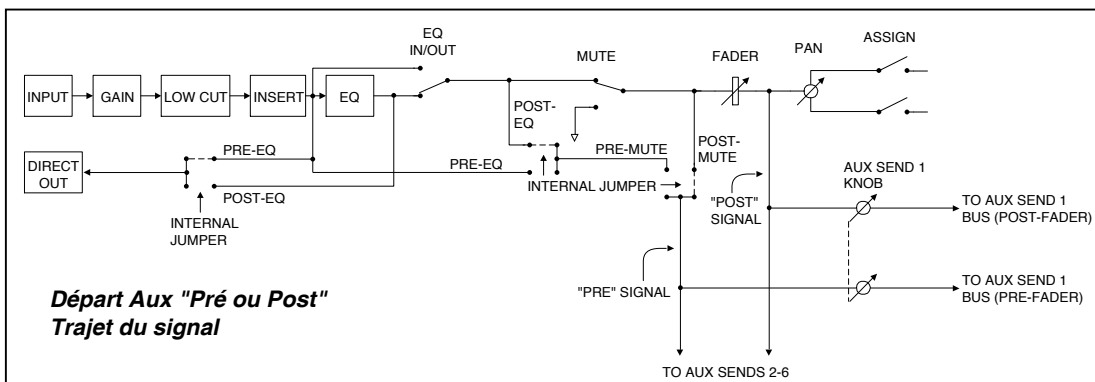 EQ
IN/OUT
MUTE
FADER
PAN
ASSIGN
INPUT
GAIN
LOW CUT
INSERT
EQ
POST-
EQ
DIRECT
OUT
PRE-EQ
POST-EQ
INTERNAL
JUMPER
PRE-EQ
PRE-MUTE
INTERNAL JUMPER
POST-
MUTE
"POST"
SIGNAL
AUX SEND 1
KNOB
TO AUX SEND 1
BUS (POST-FADER)
"PRE" SIGNAL
TO AUX SEND 1
BUS (PRE-FADER)
Départ Aux "Pré ou Post"
Trajet du signal
TO AUX SENDS 2-6